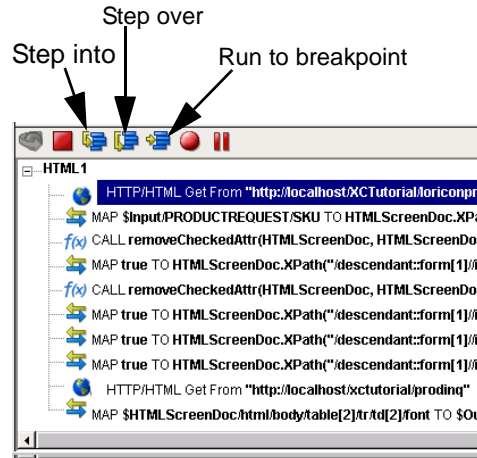 Step over
Step into
Run to breakpoint
HTML1
HTTP/HTML Get From "http://localhost/XCTutorial/loriconpr
MAP $Input/PRODUCTREQUEST/SKU TO HTMLScreenDoc.XPa
f(x) CALL removeCheckedAttr(HTMLScreenDoc, HTMLScreenDo
MAP true TO HTMLScreenDoc.XPath("/descendant::form[1]//i
f(x) CALL removeCheckedAttr(HTMLScreenDoc, HTMLScreenDo
MAP true TO HTMLScreenDoc.XPath("/descendant::form[1]//i
MAP true TO HTMLScreenDoc.XPath("/descendant::form[1]//i
MAP true TO HTMLScreenDoc.XPath("/descendant::form[1]//i
HTTP/HTML Get From "http://localhost/xctutorial/prodinq"
MAP $HTMLScreenDoc/html/body/table[2]/tr/td[2]/font TO $Ou